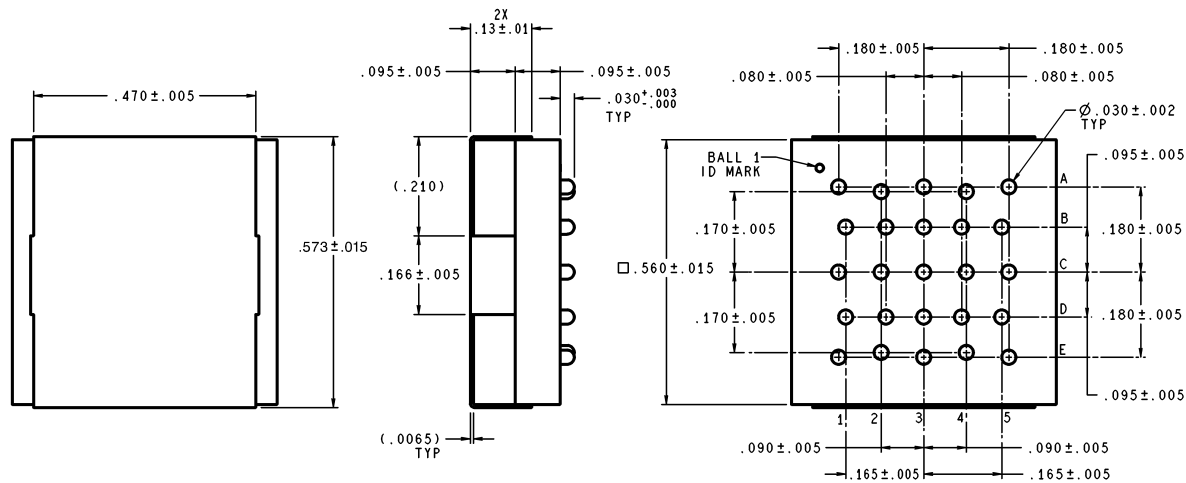 2X
.13±.01
.095±.005
.095±.005
.030+.003 -.000
TYP
.470±.005
(.210)
.573±.015
.166±.005
(.0065)
TYP
.180±.005
.180±.005
.080±.005
.080±.005
Ø.030±.002
TYP
BALL 1
ID MARK
.095±.005
A
B
C
D
E
.170±.005
.180±.005
□.560±.015
.170±.005
.180±.005
.095±.005
1 2 3 4 5
.090±.005
.090±.005
.165±.005
.165±.005